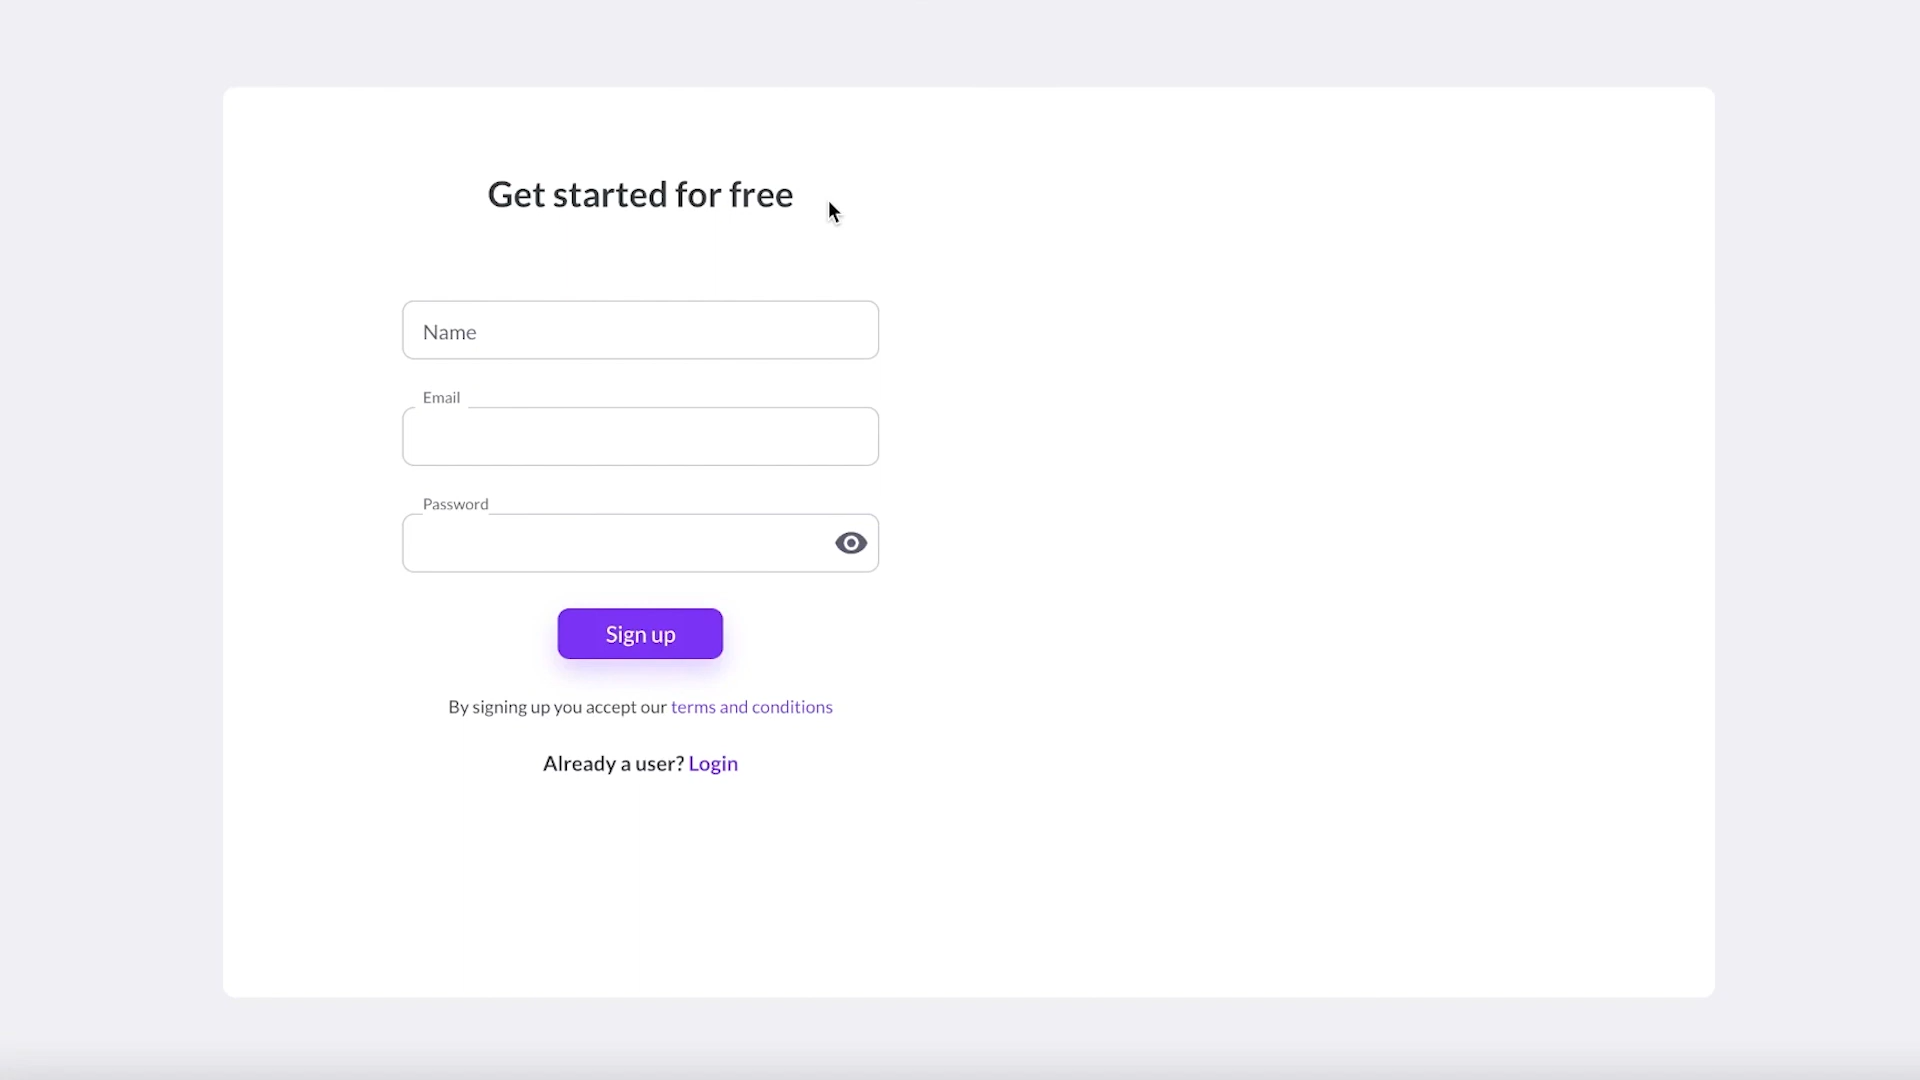 Get started for free
Name
Email
Password
Sign up
By signing up you accept our terms and conditions
Already a user? Login